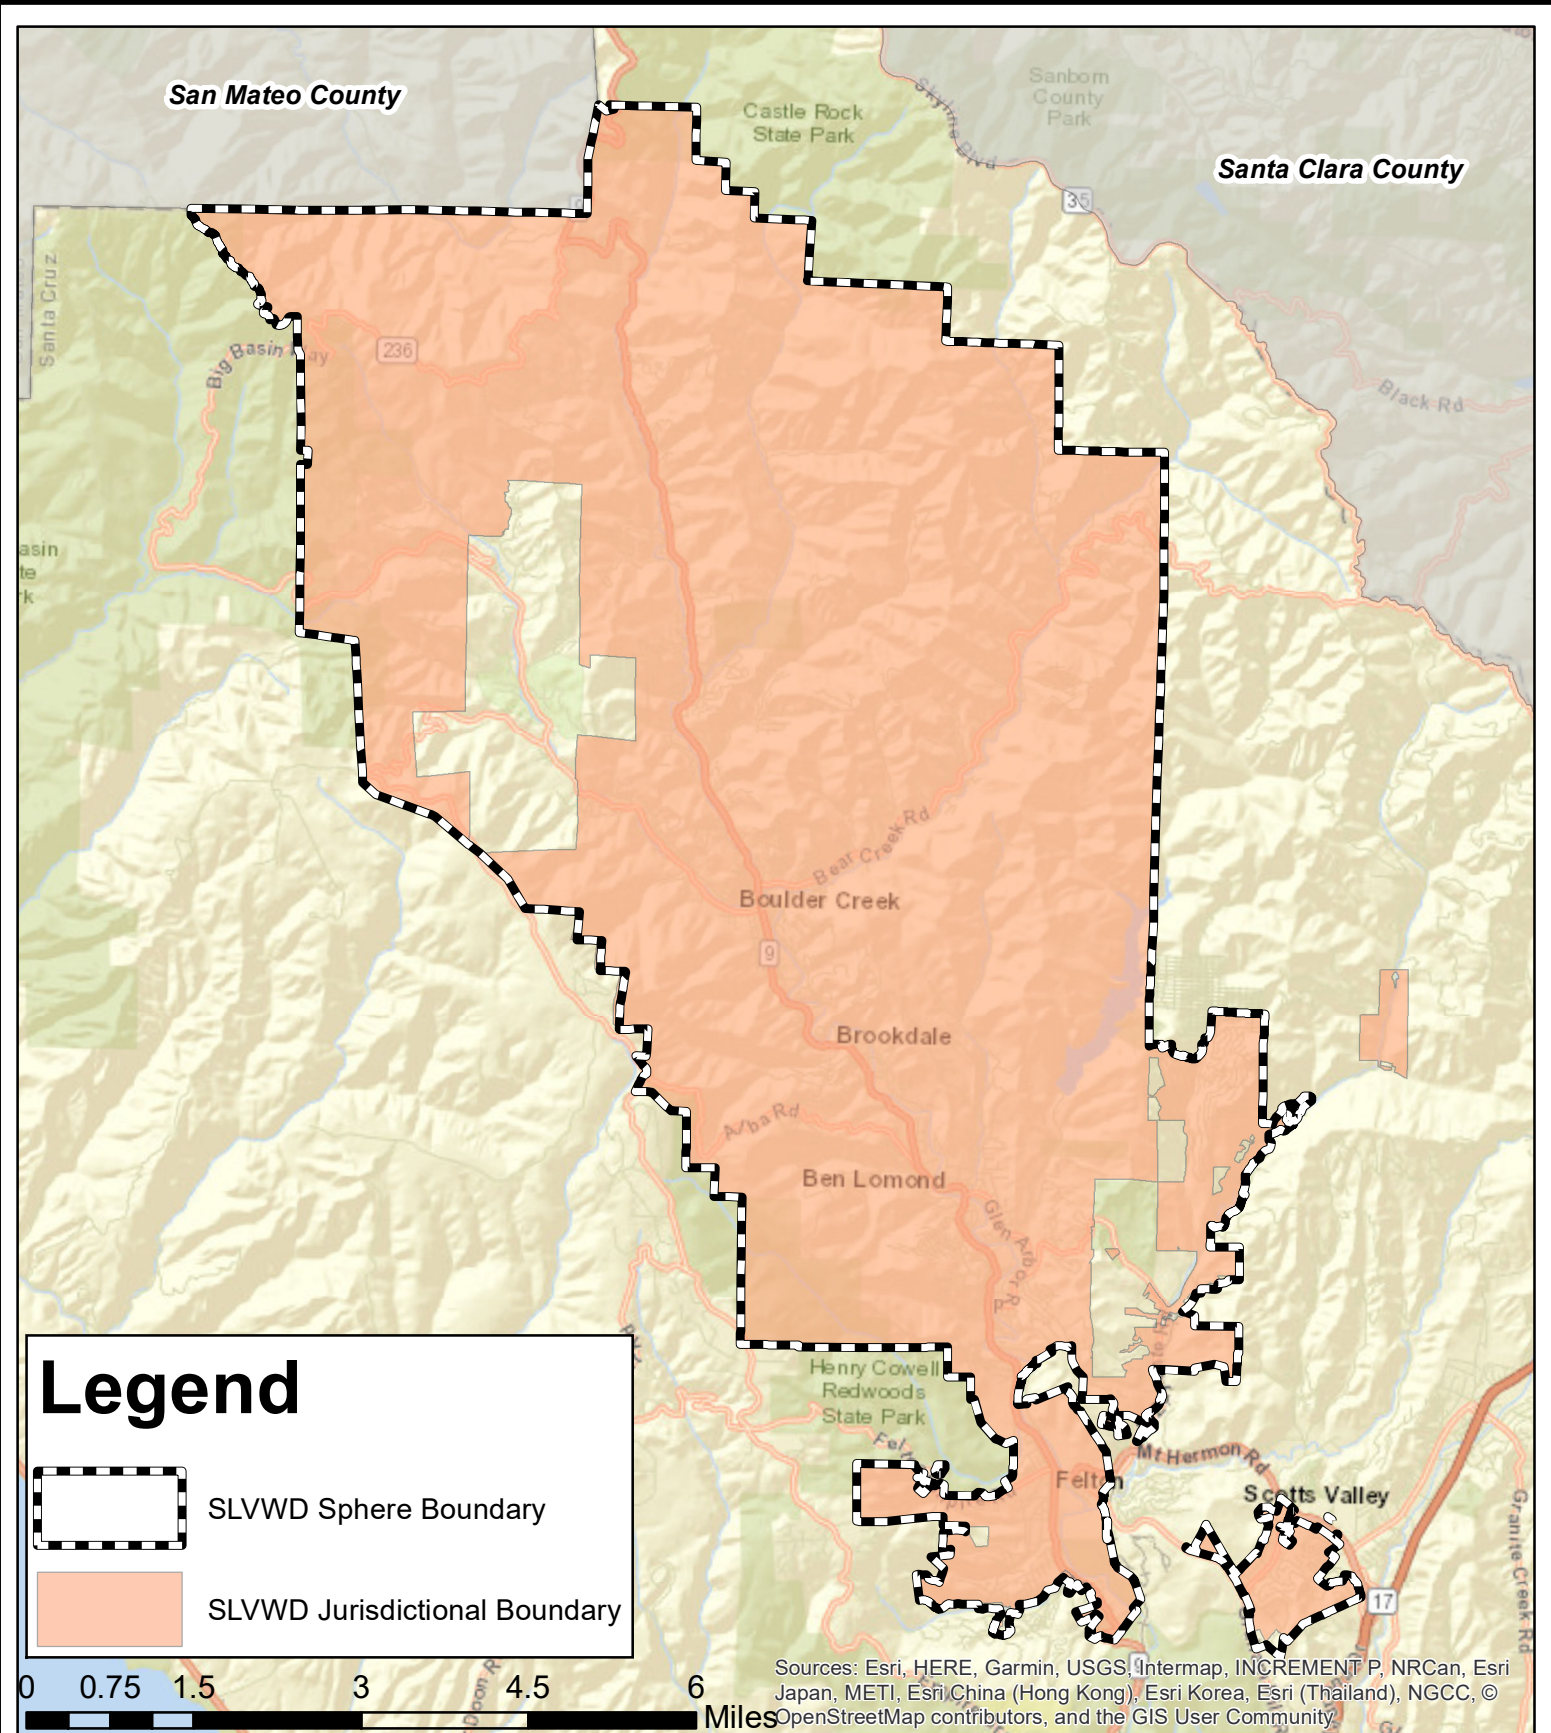 San Mateo County
Castle Rock
State Park
Skyline Blvd
Sanborn
County
Park
Santa Clara County
35
9
Santa Cruz
236
Big Basin Way
Black Rd
asin
te
rk
Bear Creek Rd
Boulder Creek
9
Brookdale
Alba Rd
Ben Lomond
Glen Arbor Rd
Henry Cowell
Redwoods
State Park
Mt Hermon Rd
Felton
Scotts Valley
Granite Creek Rd
17
9
Legend
SLVWD Sphere Boundary
SLVWD Jurisdictional Boundary
0 0.75 1.5 3 4.5 6
Miles
Sources: Esri, HERE, Garmin, USGS, Intermap, INCREMENT P, NRCan, Esri
Japan, METI, Esri China (Hong Kong), Esri Korea, Esri (Thailand), NGCC, ©
OpenStreetMap contributors, and the GIS User Community